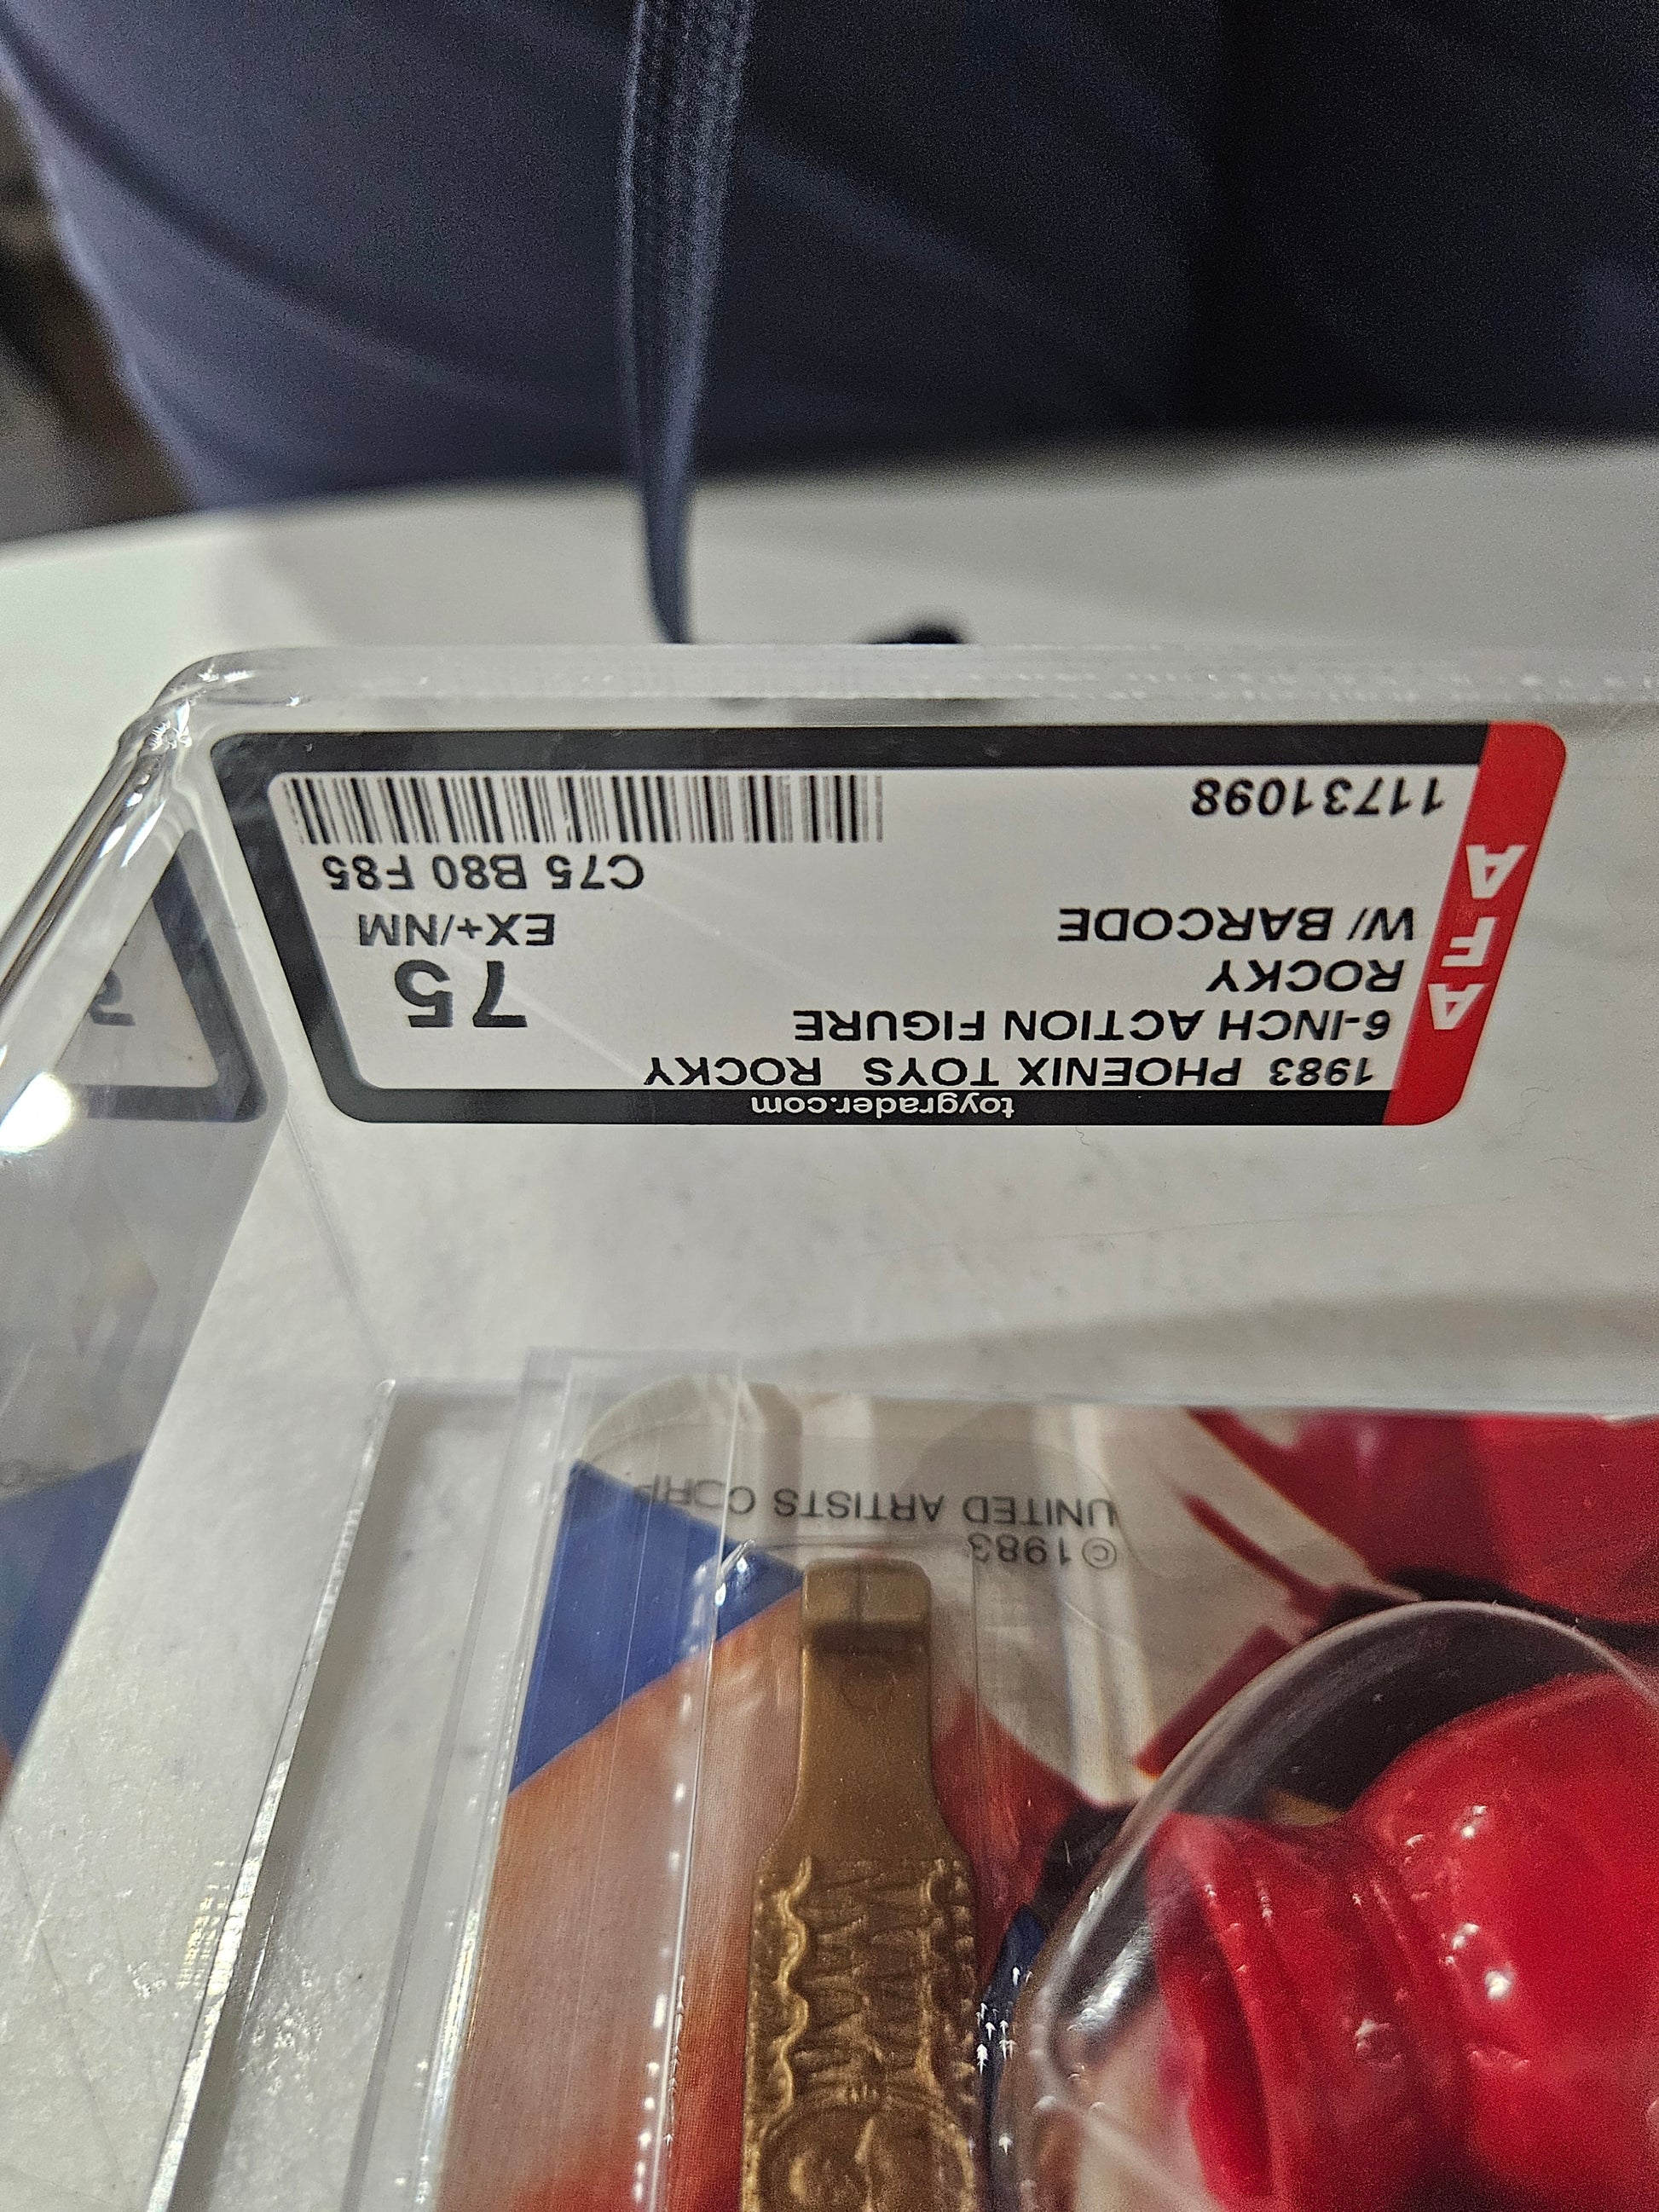 toygrader.com
AFA
1983 PHOENIX TOYS ROCKY
6-INCH ACTION FIGURE
ROCKY
W/ BARCODE
11731098
75
EX+/NM
C75 B80 F85
©1983
UNITED ARTISTS CORP